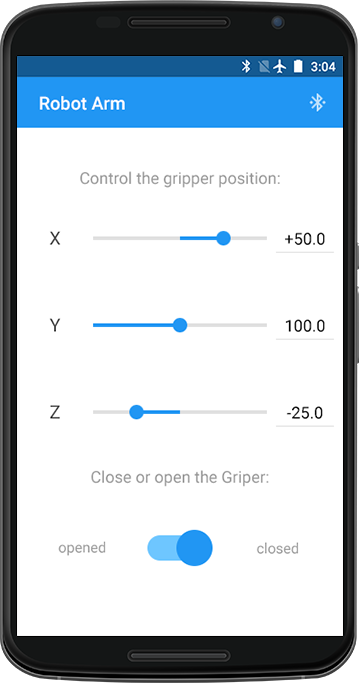 3:04
Robot Arm
Control the gripper position:
X +50.0
Y 100.0
Z -25.0
Close or open the Griper:
opened closed